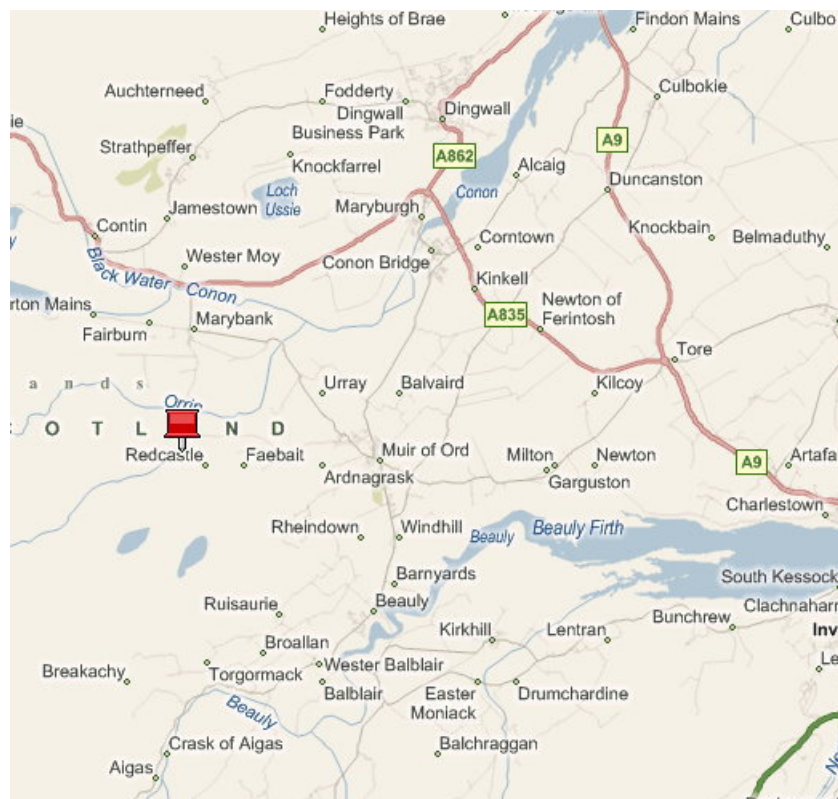 Heights of Brae
Findon Mains
Culbo
Auchterneed
Fodderty
Dingwall
Business Park
Dingwall
Culbokie
ie
Strathpeffer
Knockfarrel
A862
A9
Alcaig
Loch
Ussie
Conon
Duncanston
Jamestown
Maryburgh
Contin
Corntown
Knockbain
Belmaduthy
Wester Moy
Conon Bridge
Black Water
Conon
Kinkell
rton Mains
Fairburn
Marybank
A835
Newton of
Ferintosh
Tore
ands
Urray
Balvaird
Kilcoy
Orrin
OTLND
Redcastle
Faebait
Muir of Ord
Ardnagrask
Milton
Newton
Garguston
A9
Artafa
Charlestown
Rheindown
Windhill
Beauly
Beauly Firth
Barnyards
South Kessock
Ruisaurie
Beauly
Clachnaharr
Bunchrew
Kirkhill
Lentran
Inv
Broallan
Wester Balblair
Le
Breakachy
Torgormack
Balblair
Easter
Moniack
Drumchardine
Beauly
Crask of Aigas
Balchraggan
Aigas